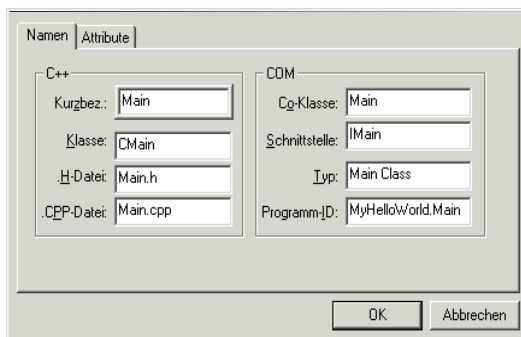 Namen Attribute
C++
Kurzbez.: Main
Klasse: CMain
.H-Datei: Main.h
.CPP-Datei: Main.cpp
COM
Co-Klasse: Main
Schnittstelle: IMain
Typ: Main Class
Programm-ID: MyHelloWorld.Main
OK Abbrechen